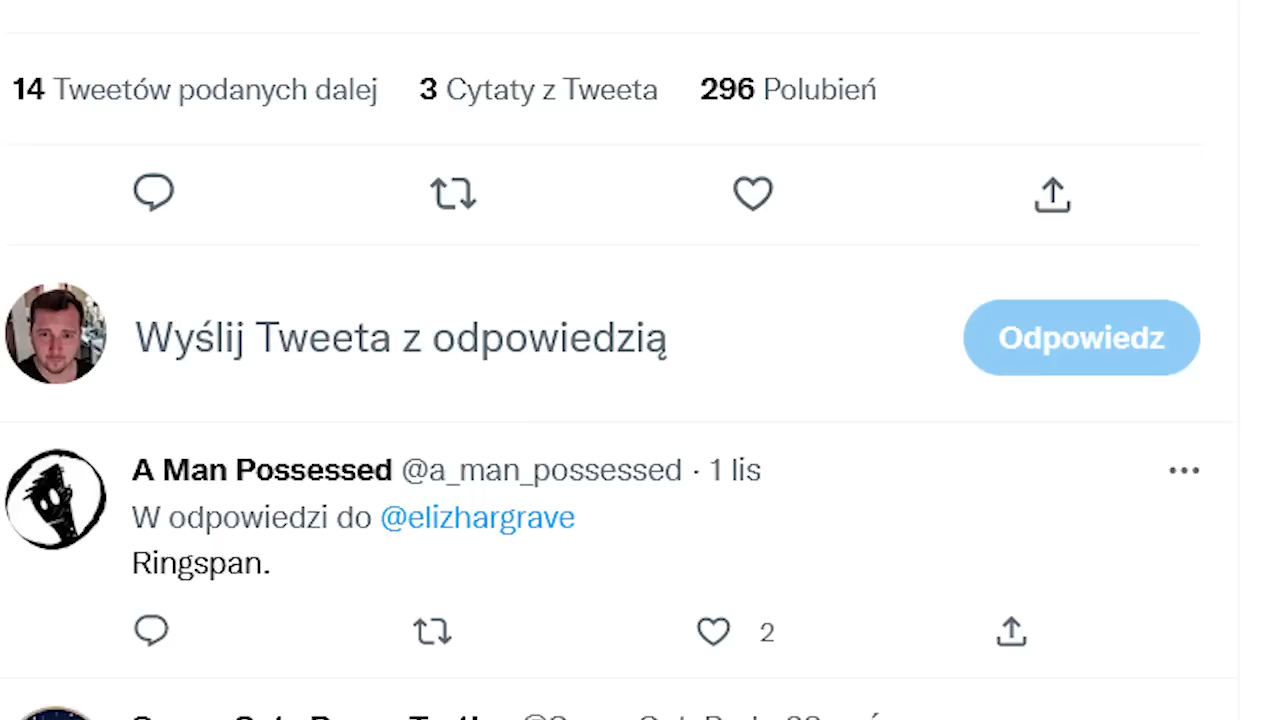 14 Tweetów podanych dalej 3 Cytaty z Tweeta 296 Polubień
Wyślij Tweeta z odpowiedzią Odpowiedz
A Man Possessed @a_man_possessed · 1 lis
W odpowiedzi do @elizhargrave
Ringspan.
2